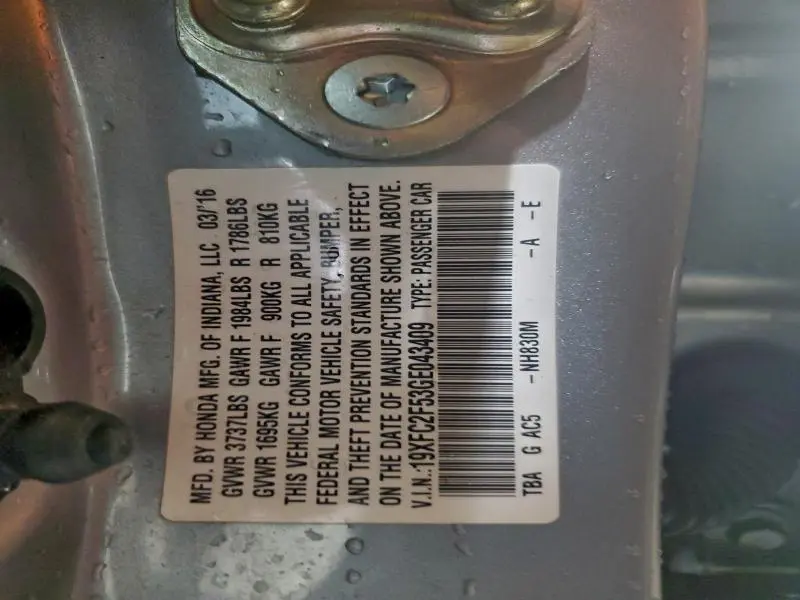 MFD. BY HONDA MFG. OF INDIANA, LLC 03/'16
GVWR 3737LBS GAWR F 1984LBS R 1786LBS
GVWR 1695KG GAWR F 900KG R 810KG
THIS VEHICLE CONFORMS TO ALL APPLICABLE
FEDERAL MOTOR VEHICLE SAFETY, BUMPER,
AND THEFT PREVENTION STANDARDS IN EFFECT
ON THE DATE OF MANUFACTURE SHOWN ABOVE.
V.I.N.:19XFC2F53GE043409 TYPE: PASSENGER CAR
TBA G AC5 -NH830M -A -E